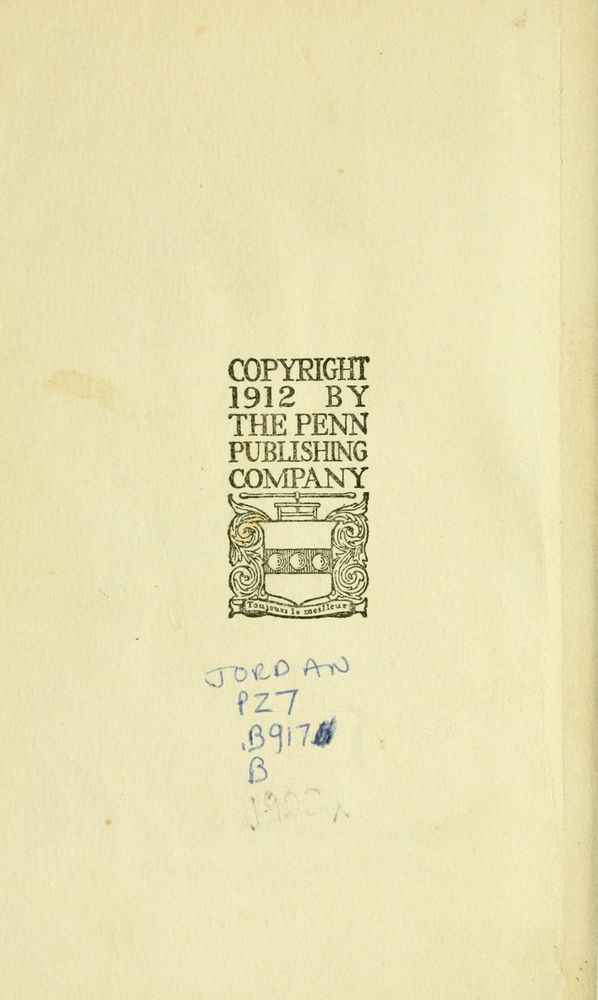 COPYRIGHT
1912 BY
THE PENN
PUBLISHING
COMPANY
Toujours le meilleur
JORDAN
PZ7
.B917
B